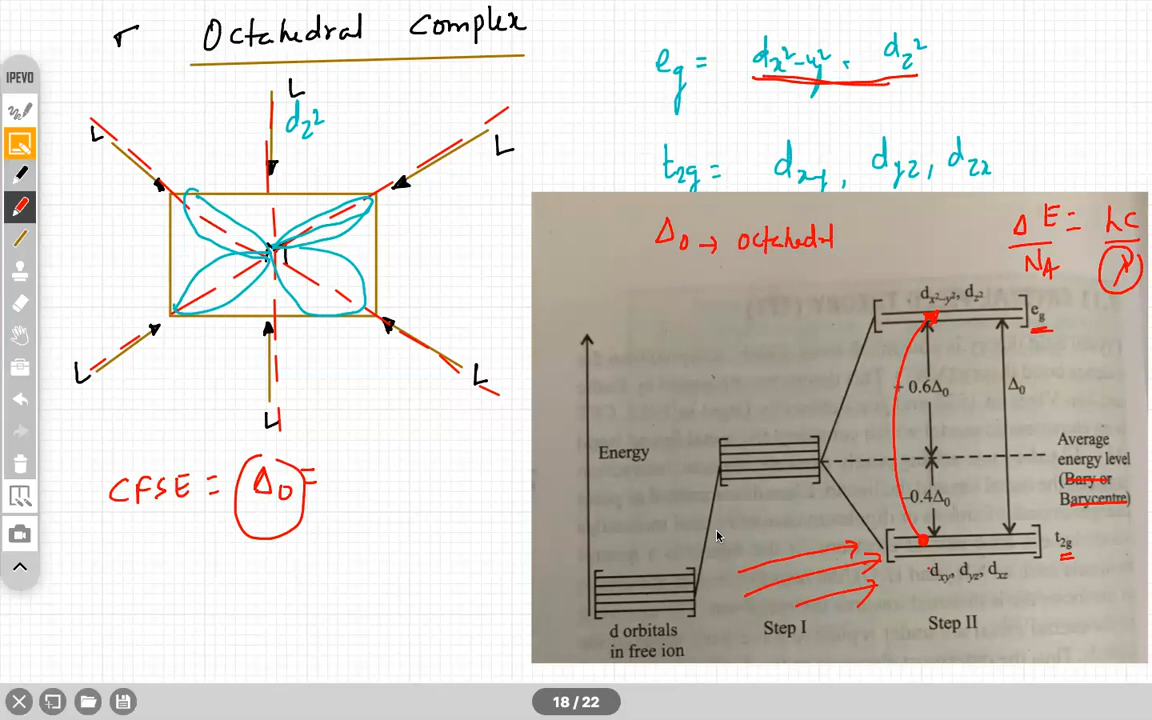 Octahedral Complex
IPEVO
L
d_z²
L
L
L
L
L
M
CFSE = Δ₀ =
e_g = d_x²-y², d_z²
t_2g = d_xy, d_yz, d_zx
Δ₀ → octahedral
ΔE/N_A = hc/λ
d_x²-y², d_z²
e_g
0.6Δ₀
Δ₀
Energy
Average
energy level
(Bary or
Barycentre)
-0.4Δ₀
t_2g
d_xy, d_yz, d_xz
d orbitals
in free ion
Step I
Step II
18 / 22